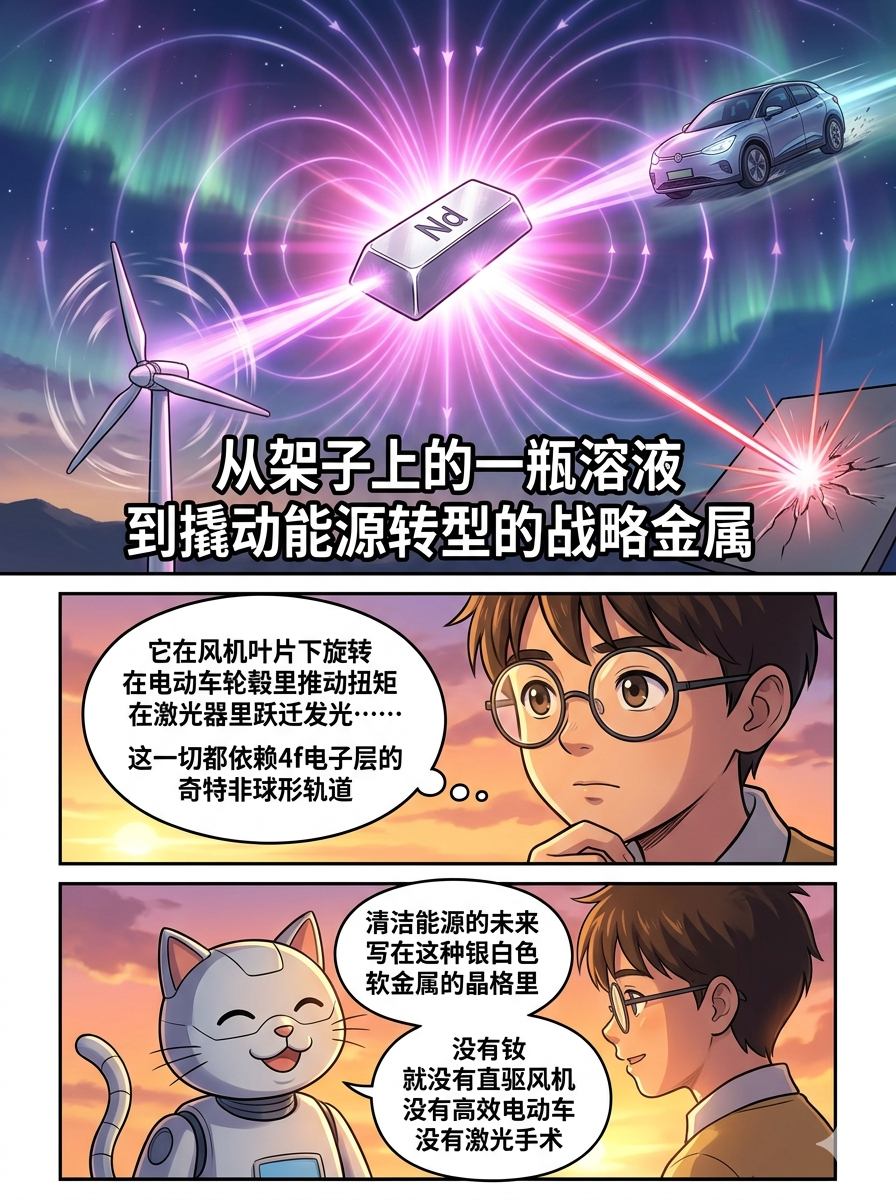 Nd
从架子上的一瓶溶液
到撬动能源转型的战略金属
它在风机叶片下旋转
在电动车轮毂里推动扭矩
在激光器里跃迁发光……
这一切都依赖4f电子层的
奇特非球形轨道
清洁能源的未来
写在这种银白色
软金属的晶格里
没有钕
就没有直驱风机
没有高效电动车
没有激光手术